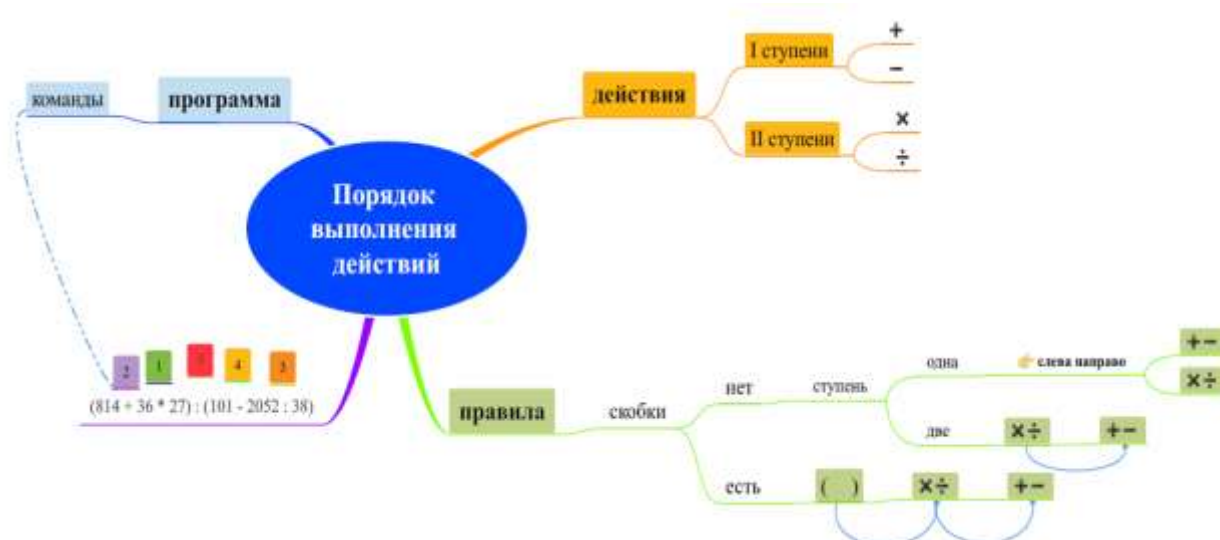 команды
программа
действия
I ступени
+
−
II ступени
×
÷
Порядок
выполнения
действий
2 1 4 3
(814 + 36 * 27) : (101 - 2052 : 38)
правила
скобки
нет
ступень
одна
слева направо
+ −
× ÷
две
× ÷
+ −
есть
( )
× ÷
+ −